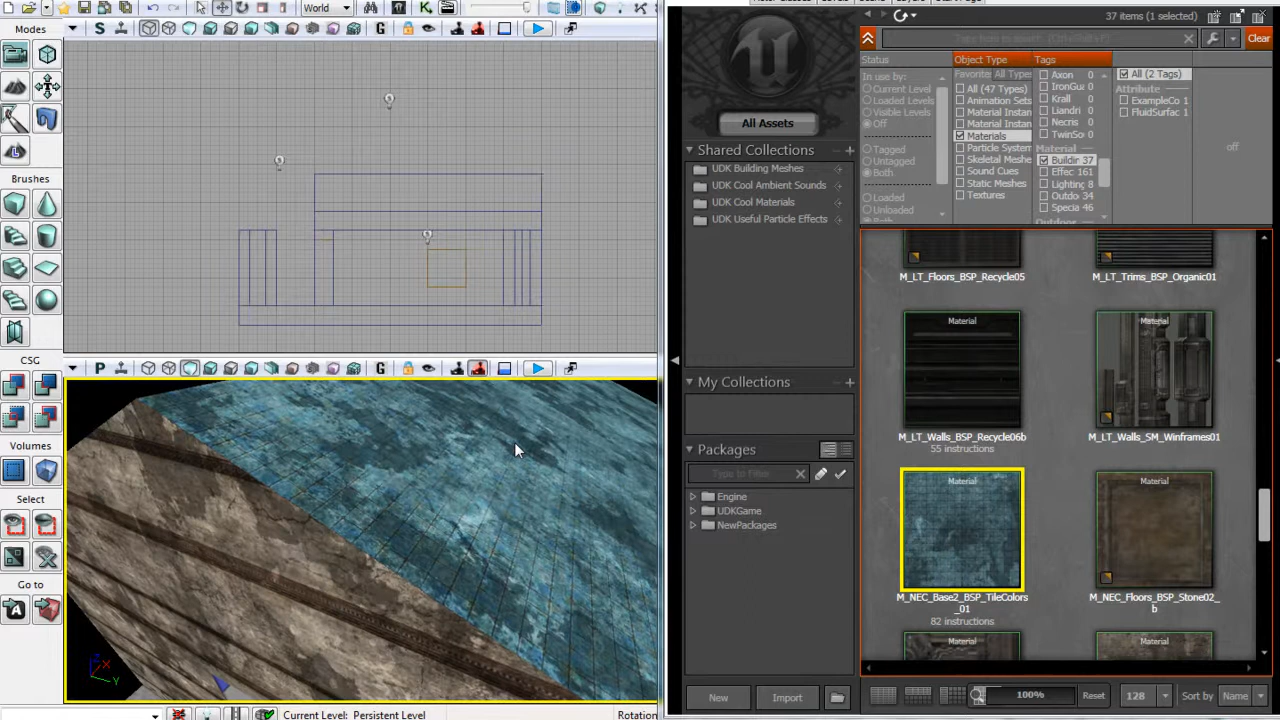 World
37 items (1 selected)
Modes
Clear
Status
Object Type
Tags
In use by:
Favorite
All Types
Axon 0
All (2 Tags)
Current Level
All (47 Types)
IronGua 0
Attribute
Loaded Levels
Animation Sets
Krall 0
ExampleCo 1
Visible Levels
Material Instan
Liandri 0
FluidSurfac 1
Off
Material Instan
Necris 0
All Assets
Materials
TwinSo 0
off
Shared Collections
Tagged
Particle System
Material
UDK Building Meshes
Untagged
Skeletal Meshe
Buildin 37
UDK Cool Ambient Sounds
Both
Sound Cues
Effec 161
UDK Cool Materials
Loaded
Static Meshes
Lighting 8
UDK Useful Particle Effects
Unloaded
Textures
Outdo 34
Specia 46
Brushes
M_LT_Floors_BSP_Recycle05
M_LT_Trims_BSP_Organic01
Material
Material
CSG
My Collections
M_LT_Walls_BSP_Recycle06b
M_LT_Walls_SM_Winframes01
55 instructions
Volumes
Packages
Type to Filter
Material
Material
Engine
UDKGame
NewPackages
Select
Go to
M_NEC_Base2_BSP_TileColors
_01
M_NEC_Floors_BSP_Stone02_
b
82 instructions
Material
Material
New
Import
100%
Reset
128
Sort by
Name
Current Level: Persistent Level
Rotation